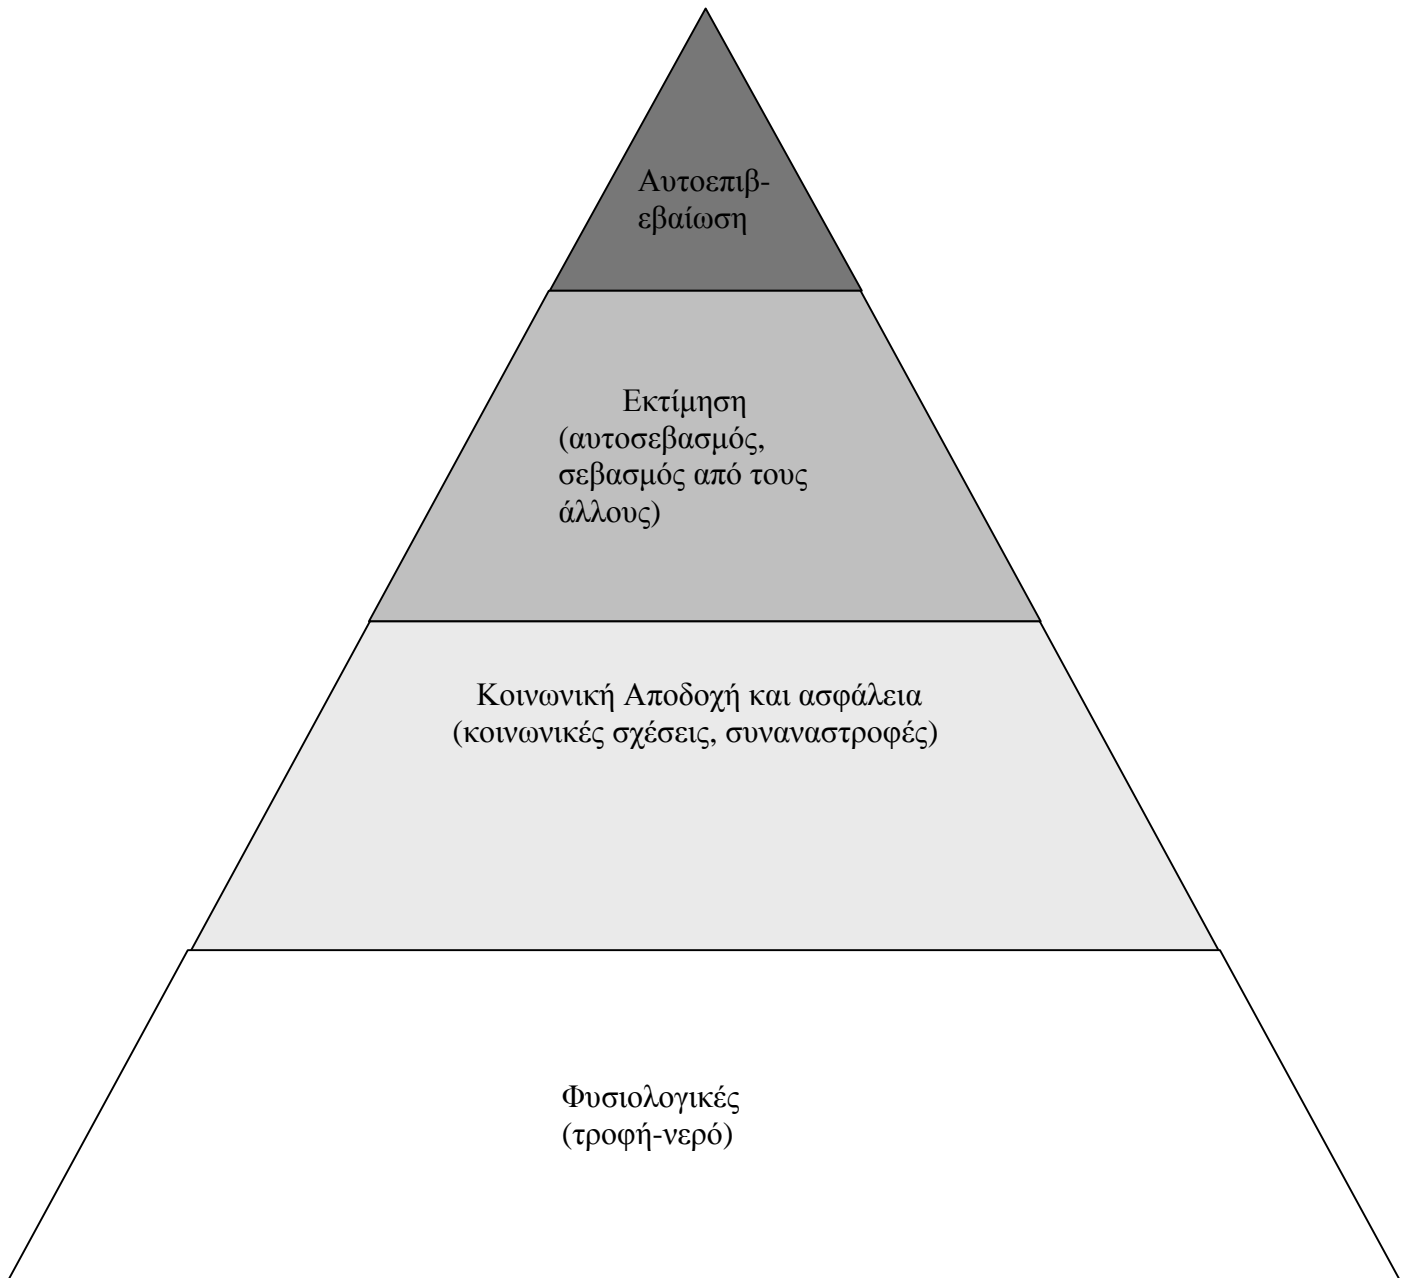 Αυτοεπιβ-
εβαίωση
Εκτίμηση
(αυτοσεβασμός,
σεβασμός από τους
άλλους)
Κοινωνική Αποδοχή και ασφάλεια
(κοινωνικές σχέσεις, συναναστροφές)
Φυσιολογικές
(τροφή-νερό)